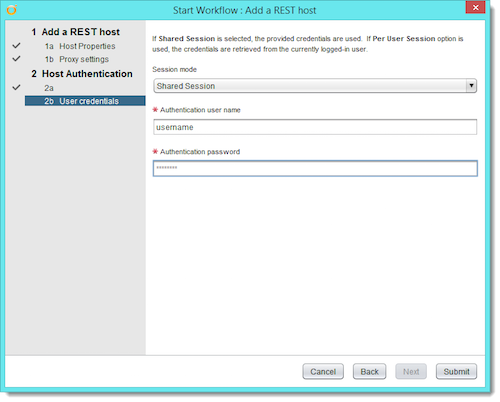 Start Workflow : Add a REST host
1 Add a REST host
1a Host Properties
1b Proxy settings
2 Host Authentication
2a
2b User credentials
If Shared Session is selected, the provided credentials are used. If Per User Session option is
used, the credentials are retrieved from the currently logged-in user.
Session mode
Shared Session
* Authentication user name
username
* Authentication password
********
Cancel Back Next Submit